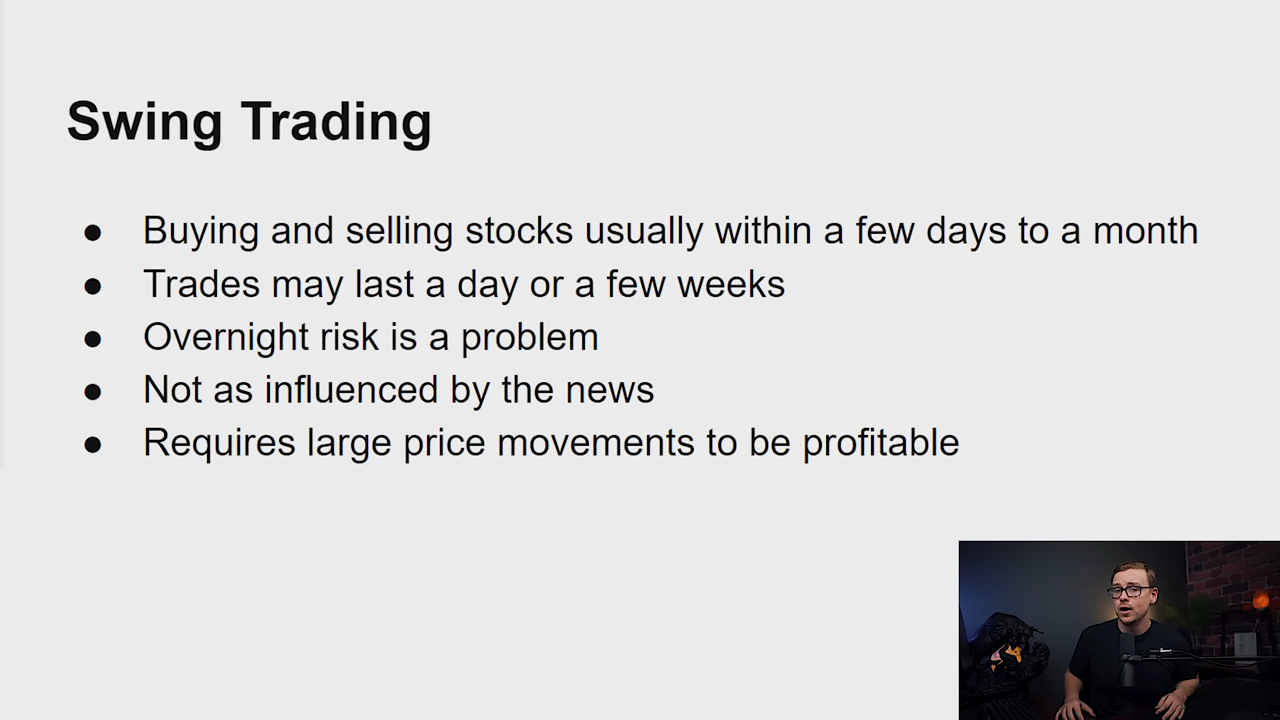 Swing Trading
● Buying and selling stocks usually within a few days to a month
● Trades may last a day or a few weeks
● Overnight risk is a problem
● Not as influenced by the news
● Requires large price movements to be profitable